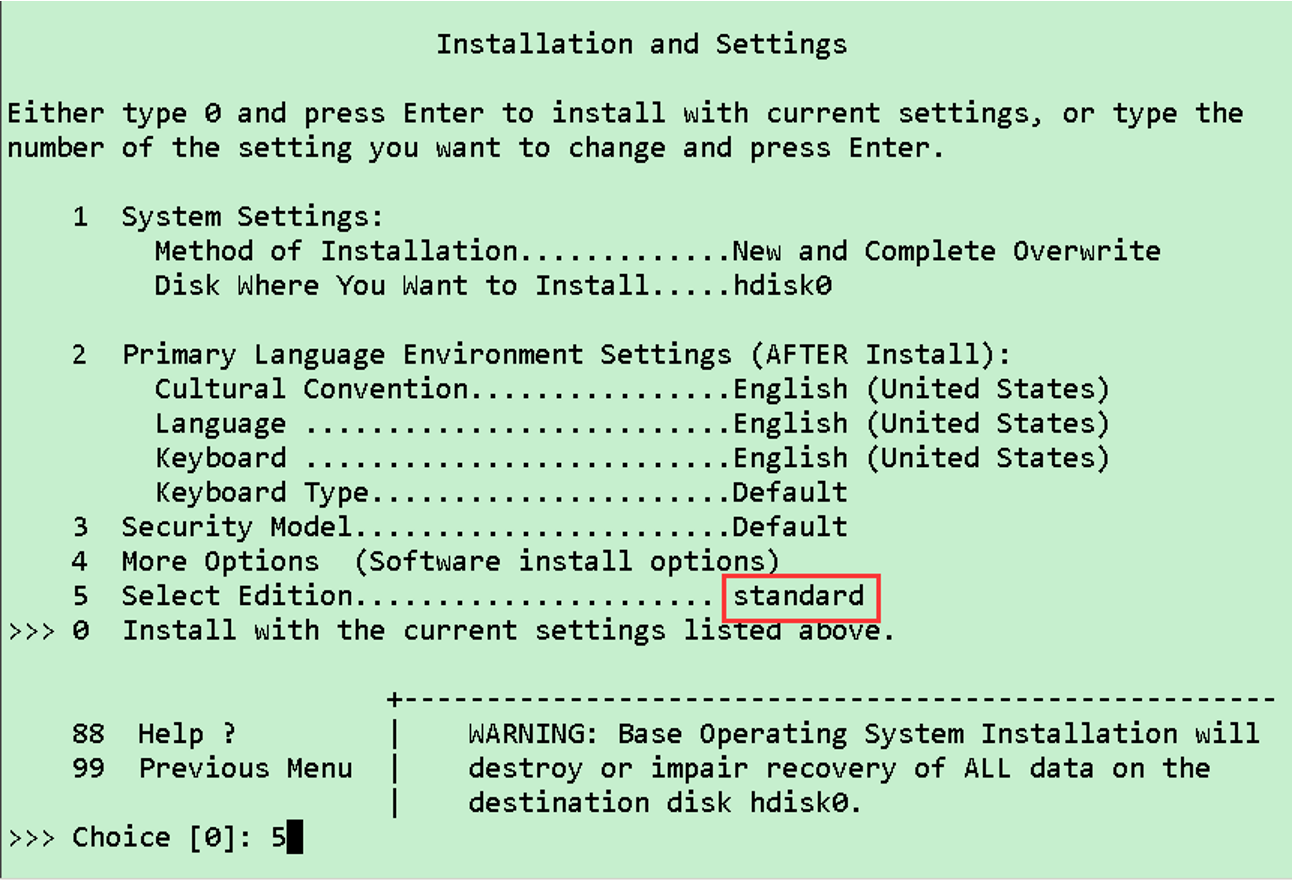 Installation and Settings
Either type 0 and press Enter to install with current settings, or type the
number of the setting you want to change and press Enter.
1 System Settings:
Method of Installation.............New and Complete Overwrite
Disk Where You Want to Install.....hdisk0
2 Primary Language Environment Settings (AFTER Install):
Cultural Convention................English (United States)
Language ..........................English (United States)
Keyboard ..........................English (United States)
Keyboard Type......................Default
3 Security Model.......................Default
4 More Options (Software install options)
5 Select Edition...................... standard
>>> 0 Install with the current settings listed above.
+-----------------------------------------------------
88 Help ? | WARNING: Base Operating System Installation will
99 Previous Menu | destroy or impair recovery of ALL data on the
| destination disk hdisk0.
>>> Choice [0]: 5